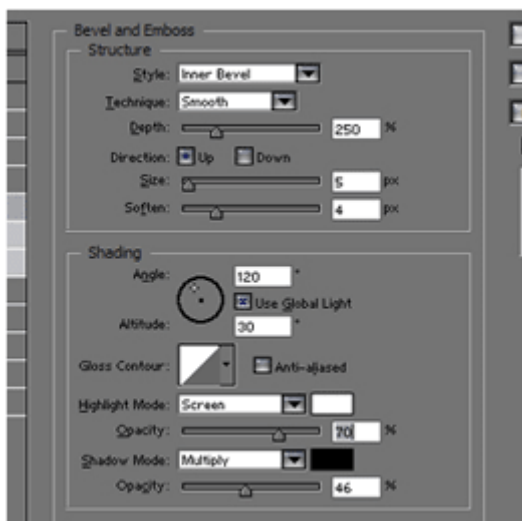 Bevel and Emboss
Structure
Style: Inner Bevel
Technique: Smooth
Depth: 250 %
Direction: Up Down
Size: 5 px
Soften: 4 px
Shading
Angle: 120 °
Use Global Light
Altitude: 30 °
Gloss Contour: Anti-aliased
Highlight Mode: Screen
Opacity: 70 %
Shadow Mode: Multiply
Opacity: 46 %